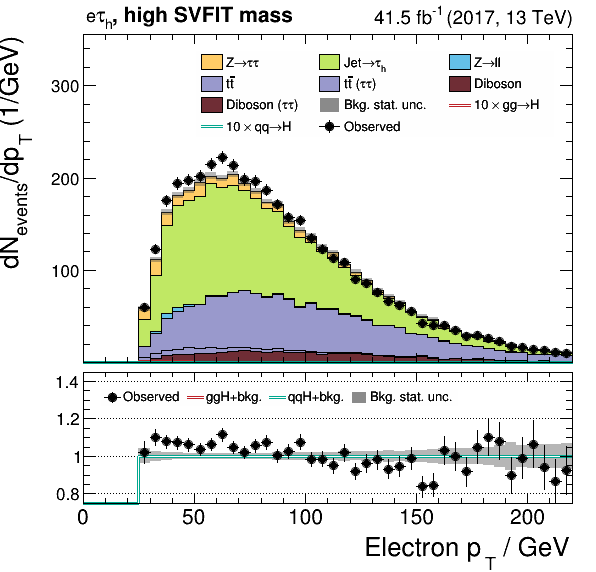 eτh, high SVFIT mass 41.5 fb-1 (2017, 13 TeV)
dNevents/dpT (1/GeV)
300
200
100
Z→ττ Jet→τh Z→ll
tt̄ tt̄ (ττ) Diboson
Diboson (ττ) Bkg. stat. unc. 10 × gg→H
10 × qq→H Observed
1.4
1.2
1
0.8
Observed ggH+bkg. qqH+bkg. Bkg. stat. unc.
0 50 100 150 200
Electron pT / GeV